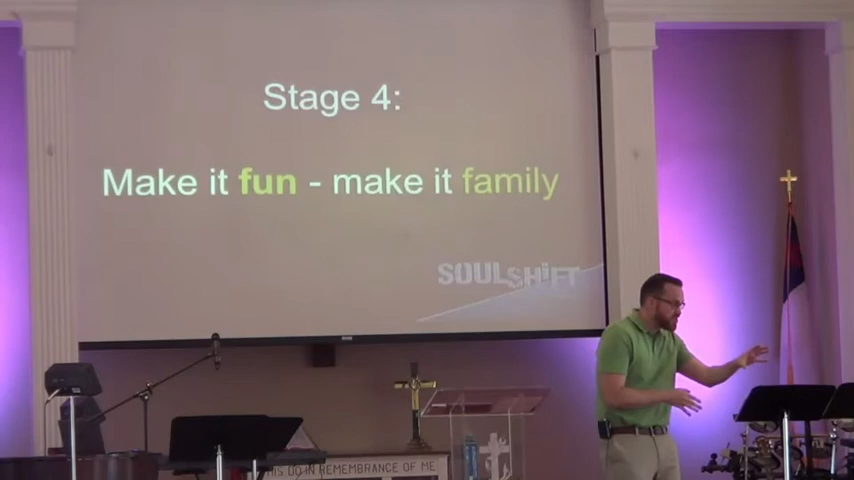 Stage 4:
Make it fun - make it family
SOULSHIFT
THIS DO IN REMEMBRANCE OF ME